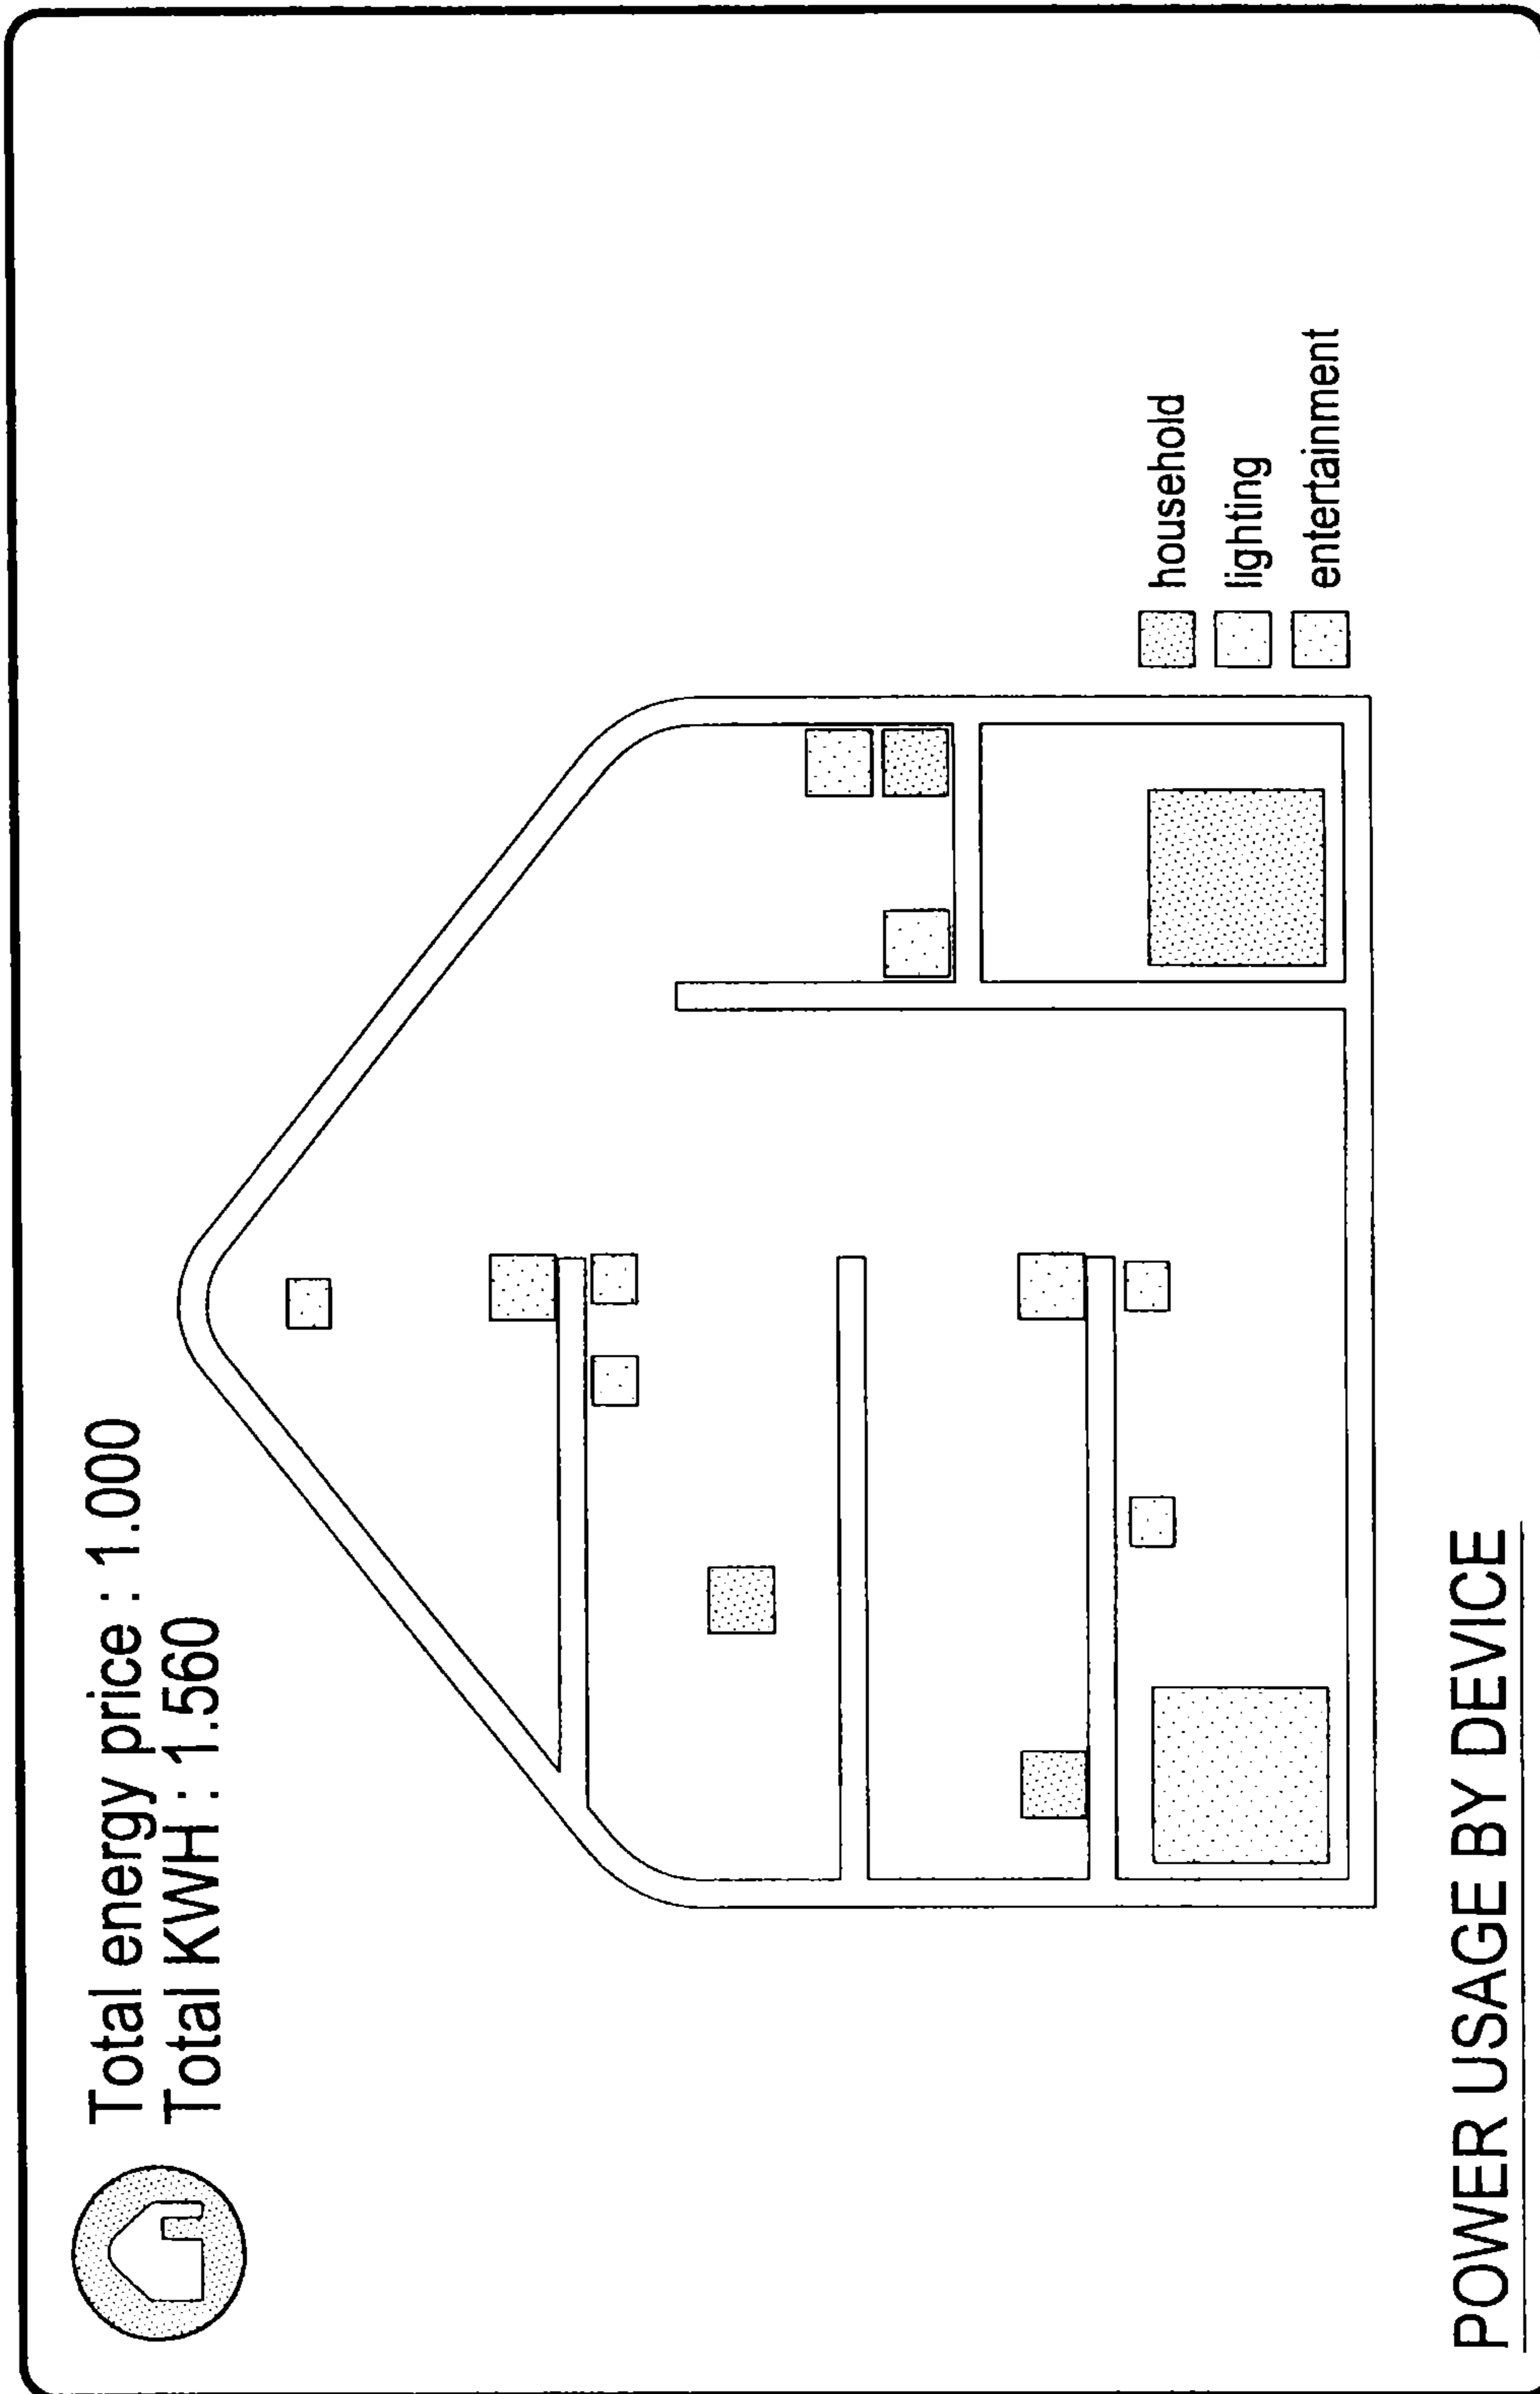 Total energy price : 1.000
Total KWH : 1.560
household
lighting
entertainment
POWER USAGE BY DEVICE